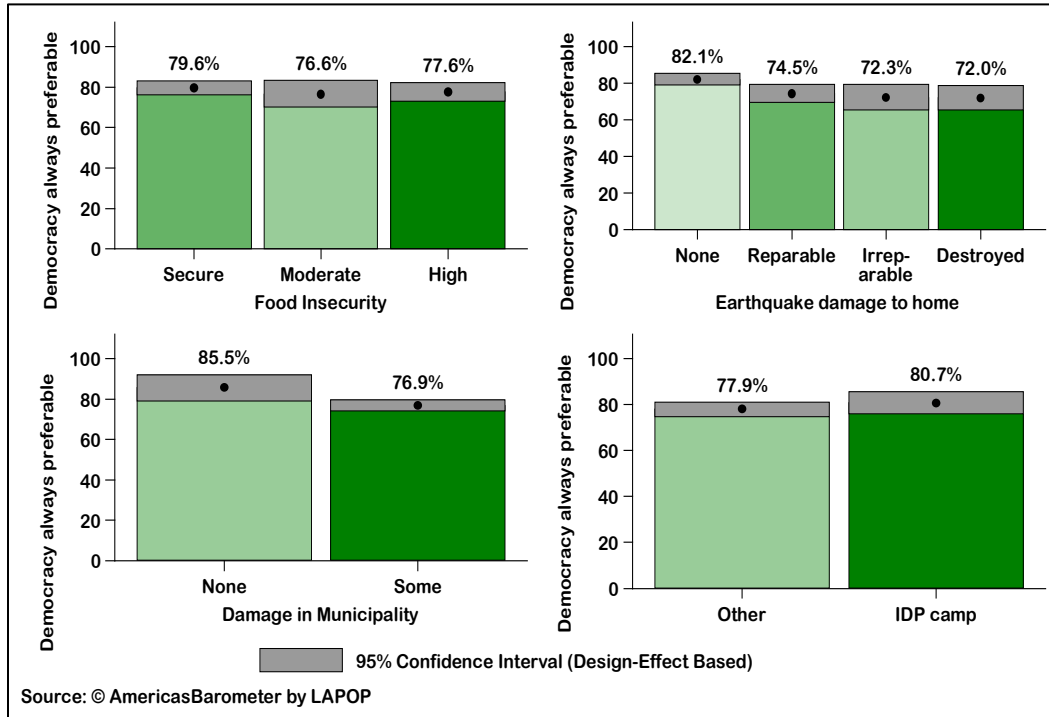 Democracy always preferable
100
80
60
40
20
0
79.6%
76.6%
77.6%
Secure
Moderate
High
Food Insecurity
Democracy always preferable
100
80
60
40
20
0
82.1%
74.5%
72.3%
72.0%
None
Reparable
Irrep-
arable
Destroyed
Earthquake damage to home
Democracy always preferable
100
80
60
40
20
0
85.5%
76.9%
None
Some
Damage in Municipality
Democracy always preferable
100
80
60
40
20
0
77.9%
80.7%
Other
IDP camp
95% Confidence Interval (Design-Effect Based)
Source: © AmericasBarometer by LAPOP